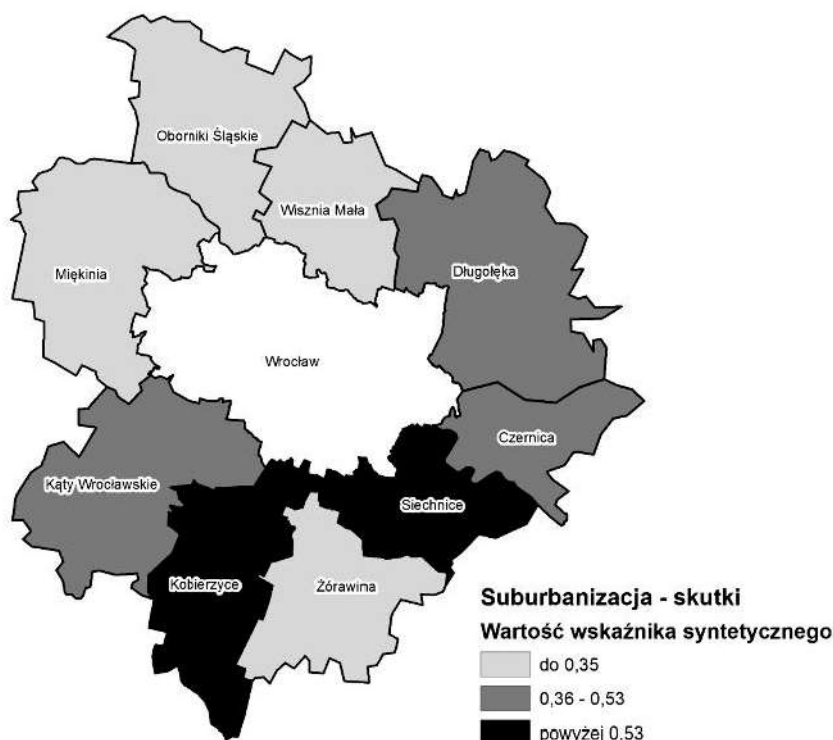 Oborniki Śląskie
Wisznia Mała
Miękinia
Długołęka
Wrocław
Czernica
Kąty Wrocławskie
Siechnice
Kobierzyce
Żórawina
Suburbanizacja - skutki
Wartość wskaźnika syntetycznego
do 0,35
0,36 - 0,53
powyżej 0,53